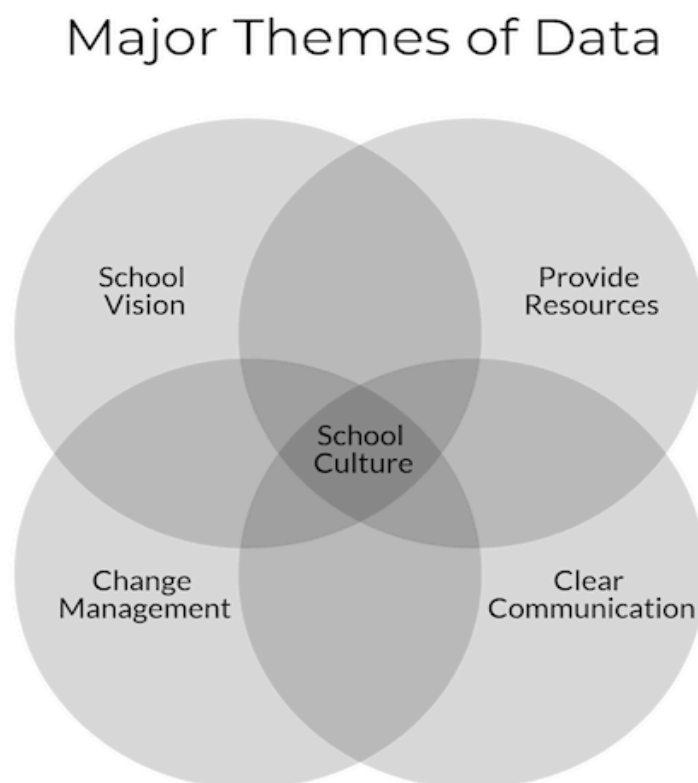 Major Themes of Data
School
Vision
Provide
Resources
School
Culture
Change
Management
Clear
Communication